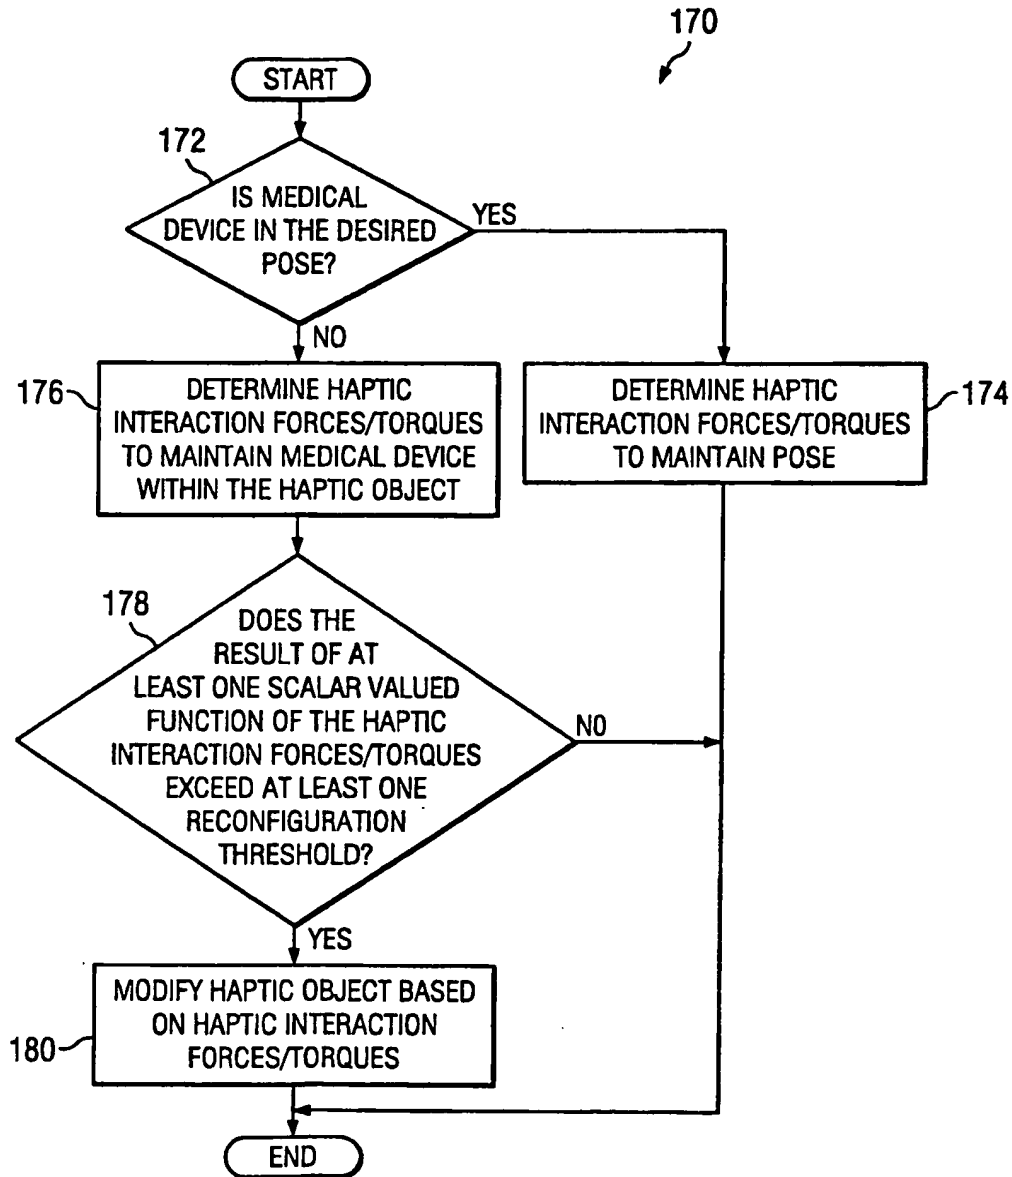 170
START
172
IS MEDICAL
DEVICE IN THE DESIRED
POSE?
YES
NO
176
DETERMINE HAPTIC
INTERACTION FORCES/TORQUES
TO MAINTAIN MEDICAL DEVICE
WITHIN THE HAPTIC OBJECT
DETERMINE HAPTIC
INTERACTION FORCES/TORQUES
TO MAINTAIN POSE
174
178
DOES THE
RESULT OF AT
LEAST ONE SCALAR VALUED
FUNCTION OF THE HAPTIC
INTERACTION FORCES/TORQUES
EXCEED AT LEAST ONE
RECONFIGURATION
THRESHOLD?
NO
YES
MODIFY HAPTIC OBJECT BASED
ON HAPTIC INTERACTION
FORCES/TORQUES
180
END